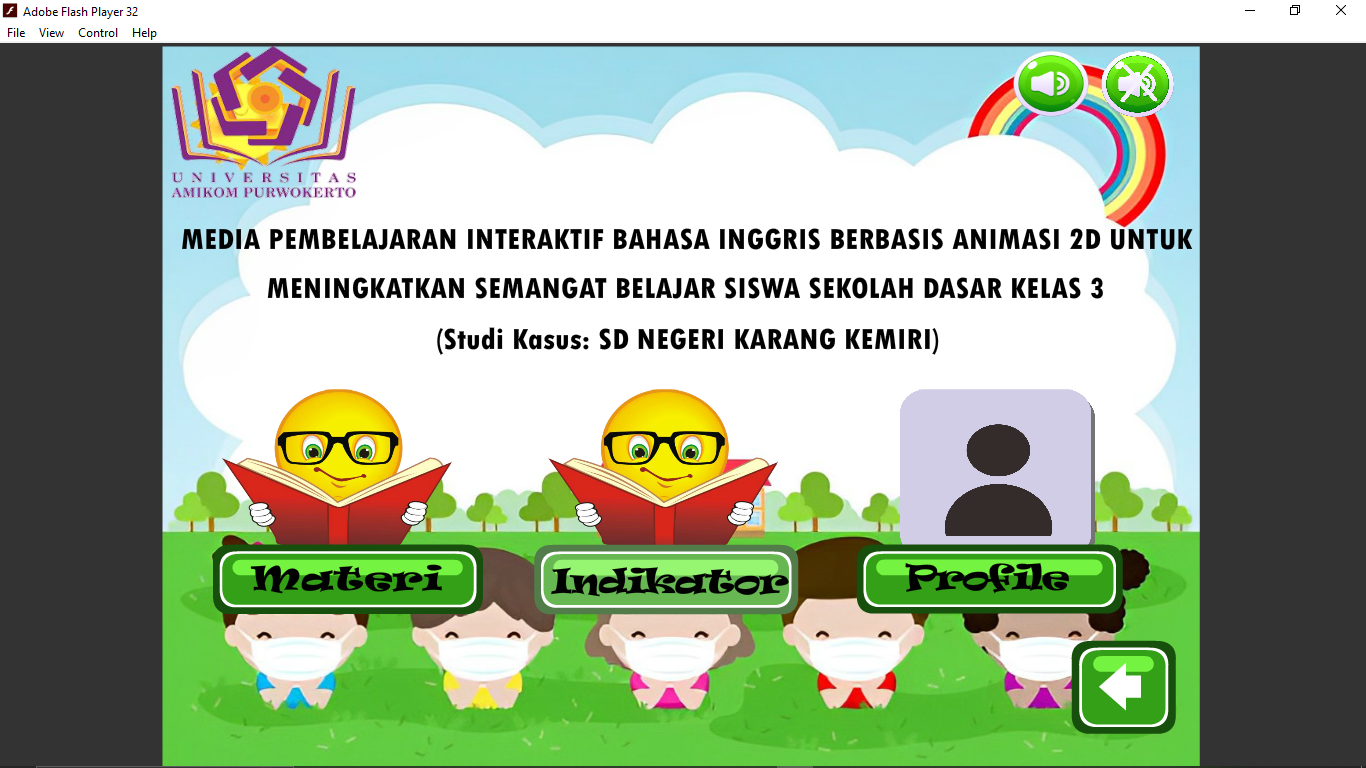 Adobe Flash Player 32
File View Control Help
UNIVERSITAS
AMIKOM PURWOKERTO
MEDIA PEMBELAJARAN INTERAKTIF BAHASA INGGRIS BERBASIS ANIMASI 2D UNTUK
MENINGKATKAN SEMANGAT BELAJAR SISWA SEKOLAH DASAR KELAS 3
(Studi Kasus: SD NEGERI KARANG KEMIRI)
Materi
Indikator
Profile